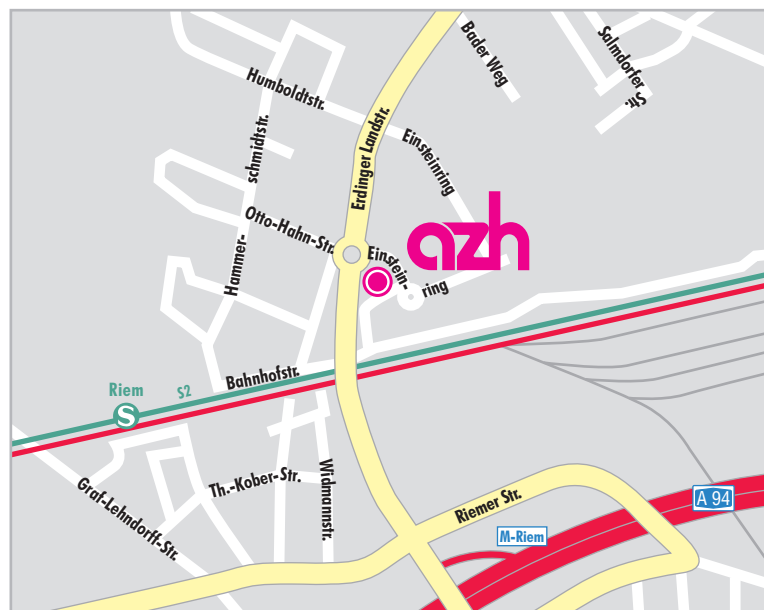 Bader Weg
Salmdorfer
Str.
Humboldtstr.
Erdinger Landstr.
Einsteinring
Hammer-
schmidtstr.
Otto-Hahn-Str.
Einstein-
ring
azh
Bahnhofstr.
Riem
S2
S
Graf-Lehndorff-Str.
Th.-Kober-Str.
Widmannstr.
Riemer Str.
M-Riem
A 94